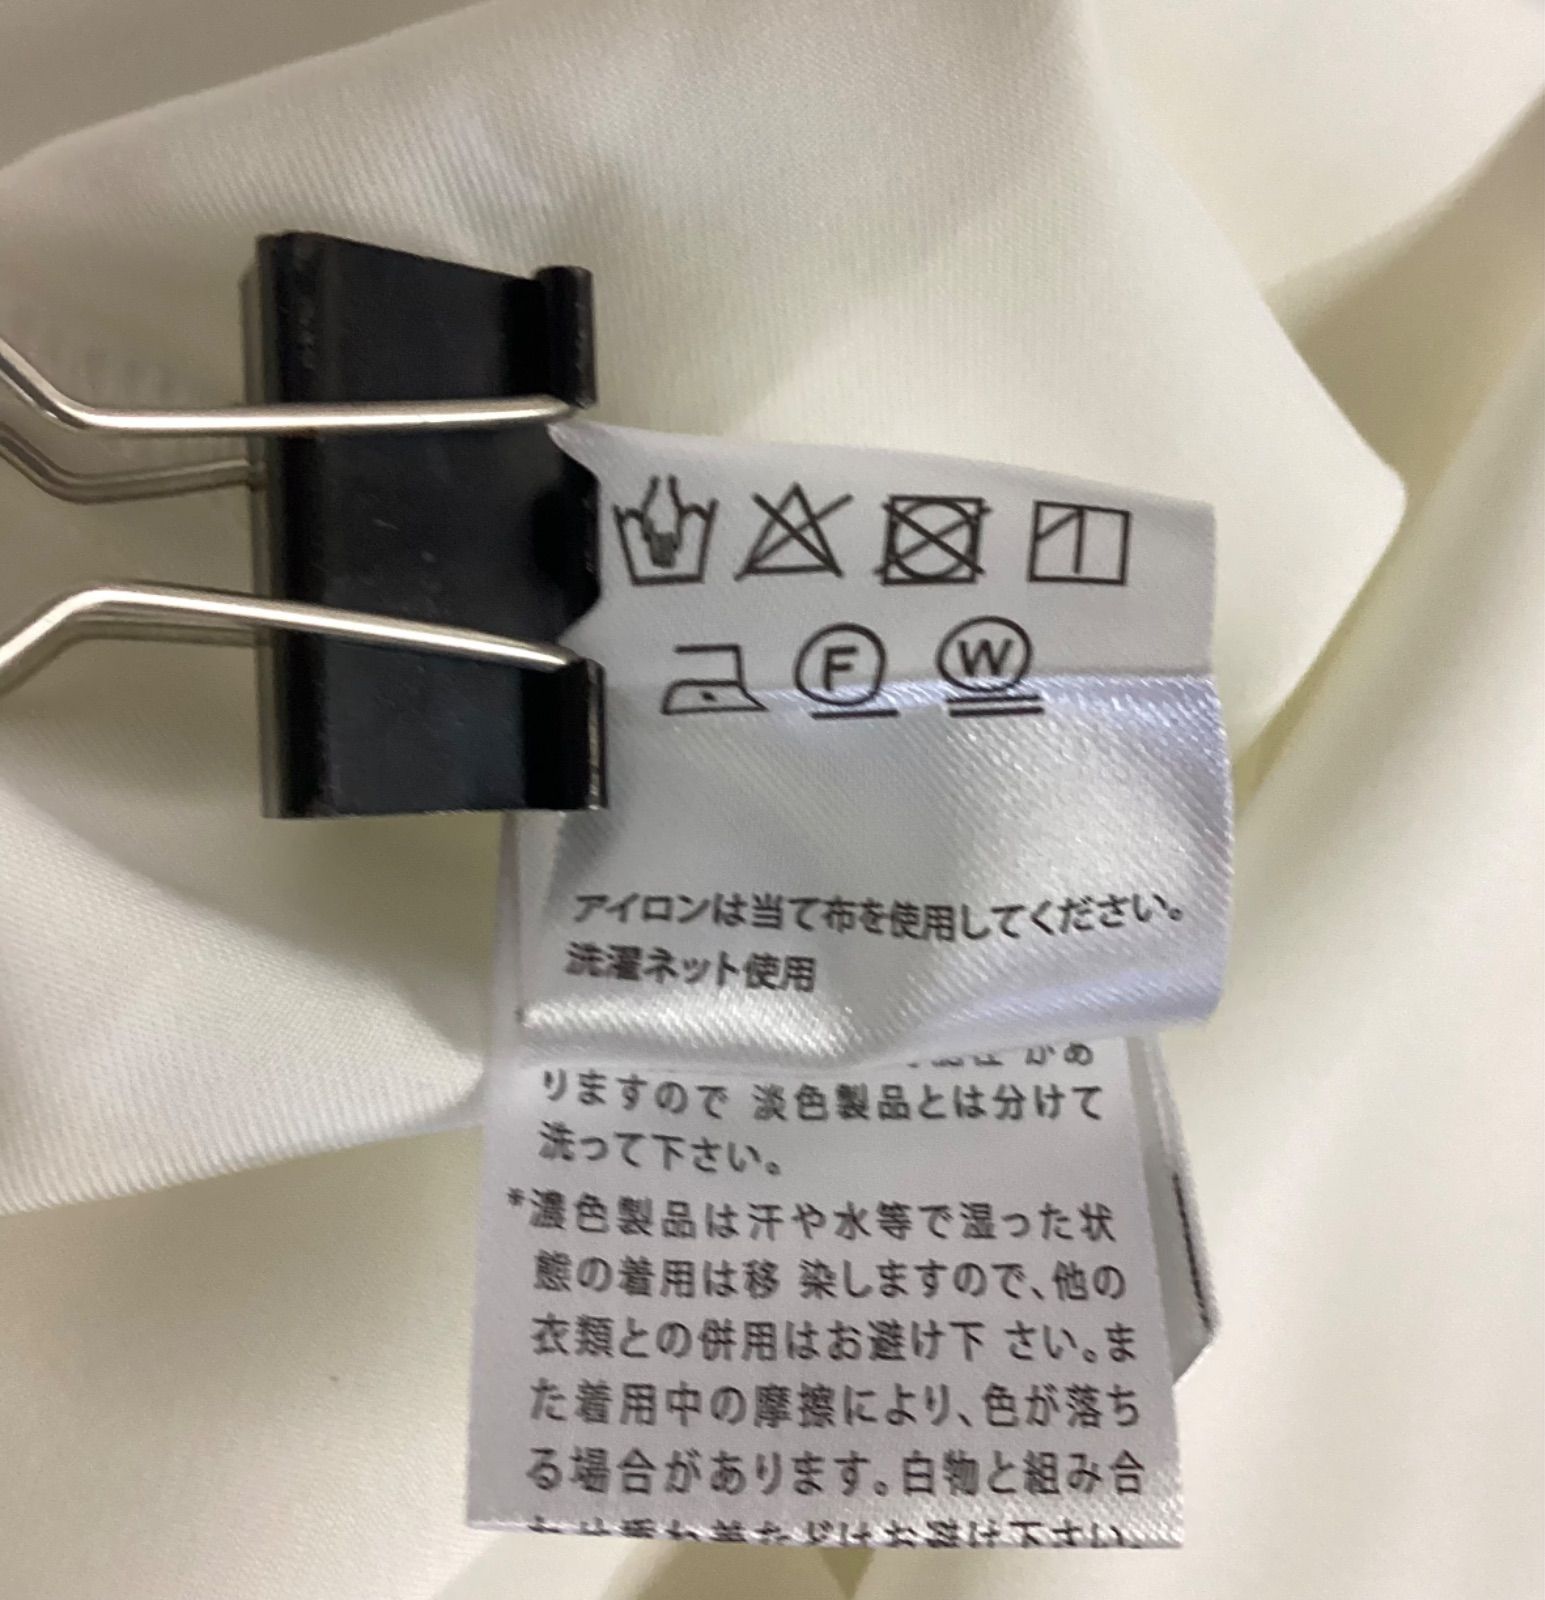 F W
アイロンは当て布を使用してください。
洗濯ネット使用
があ
りますので 淡色製品とは分けて
洗って下さい。
*濃色製品は汗や水等で湿った状
態の着用は移 染しますので、他の
衣類との併用はお避け下 さい。ま
た着用中の摩擦により、色が落ち
る場合があります。白物と組み合